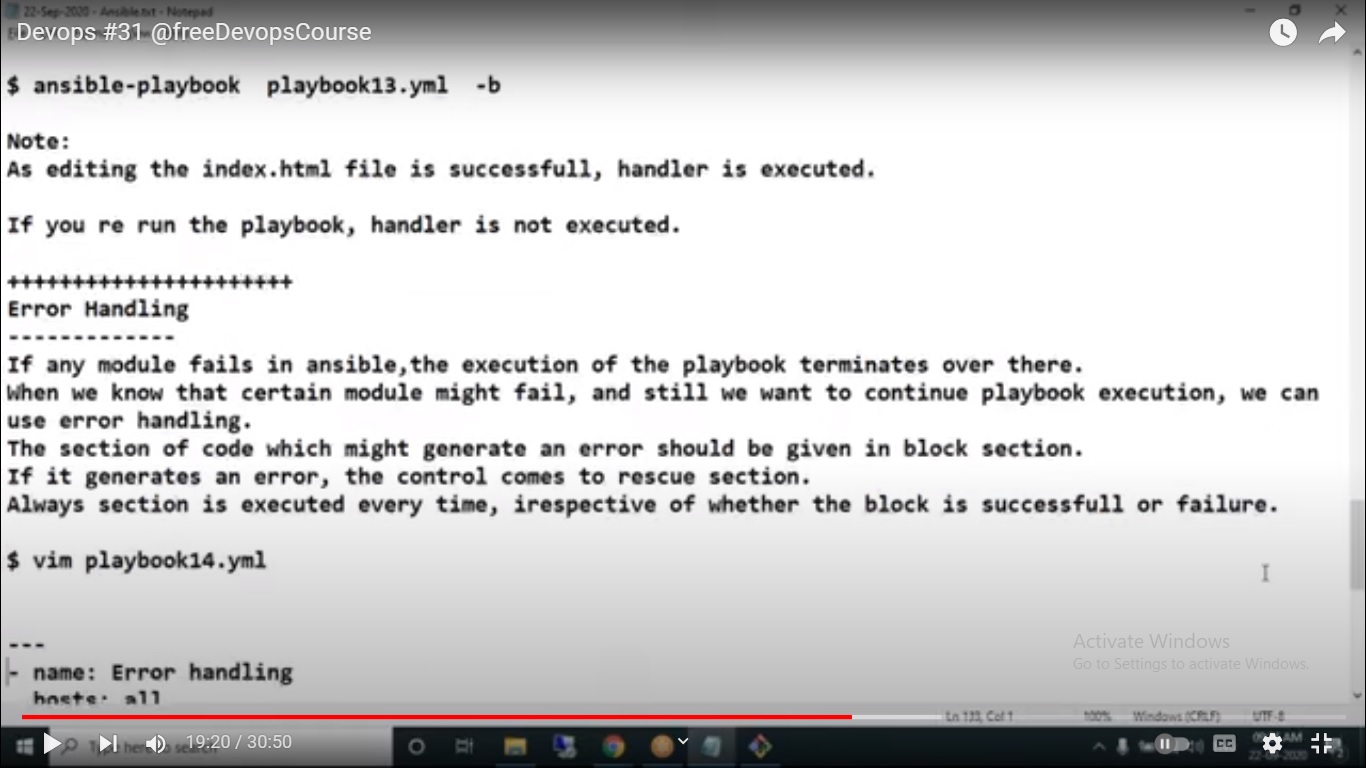 22-Sep-2020 - Ansible.txt - Notepad
Devops #31 @freeDevopsCourse
$ ansible-playbook  playbook13.yml  -b
Note:
As editing the index.html file is successfull, handler is executed.
If you re run the playbook, handler is not executed.
++++++++++++++++++++++
Error Handling
-------------
If any module fails in ansible,the execution of the playbook terminates over there.
When we know that certain module might fail, and still we want to continue playbook execution, we can
use error handling.
The section of code which might generate an error should be given in block section.
If it generates an error, the control comes to rescue section.
Always section is executed every time, irespective of whether the block is successfull or failure.
$ vim playbook14.yml
---
- name: Error handling
hosts: all
Activate Windows
Go to Settings to activate Windows.
Ln 133, Col 1 100% Windows (CRLF) UTF-8
19:20 / 30:50
CC
22-09-2020